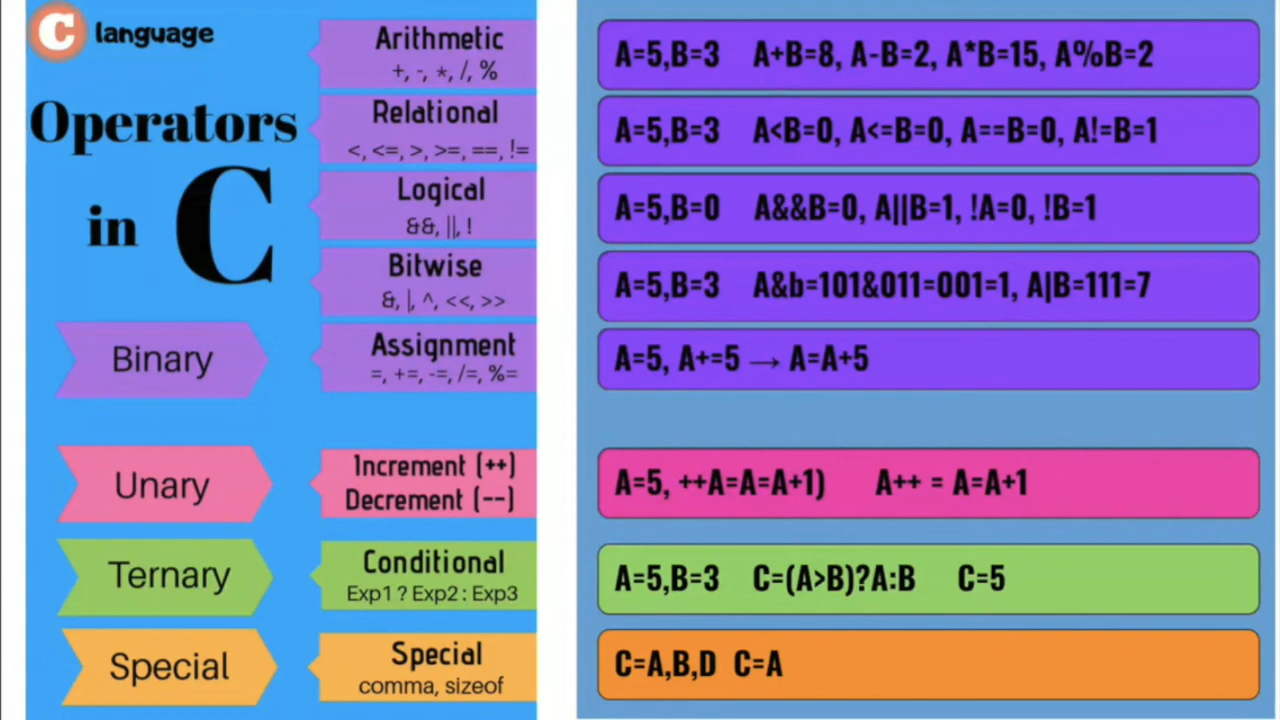 C language
Operators
in C
Arithmetic
+, -, *, /, %
A=5,B=3 A+B=8, A-B=2, A*B=15, A%B=2
Relational
<, <=, >, >=, ==, !=
A=5,B=3 A<B=0, A<=B=0, A==B=0, A!=B=1
Logical
&&, ||, !
A=5,B=0 A&&B=0, A||B=1, !A=0, !B=1
Bitwise
&, |, ^, <<, >>
A=5,B=3 A&b=101&011=001=1, A|B=111=7
Binary
Assignment
=, +=, -=, /=, %=
A=5, A+=5 → A=A+5
Unary
Increment (++)
Decrement (--)
A=5, ++A=A=A+1) A++ = A=A+1
Ternary
Conditional
Exp1 ? Exp2 : Exp3
A=5,B=3 C=(A>B)?A:B C=5
Special
Special
comma, sizeof
C=A,B,D C=A